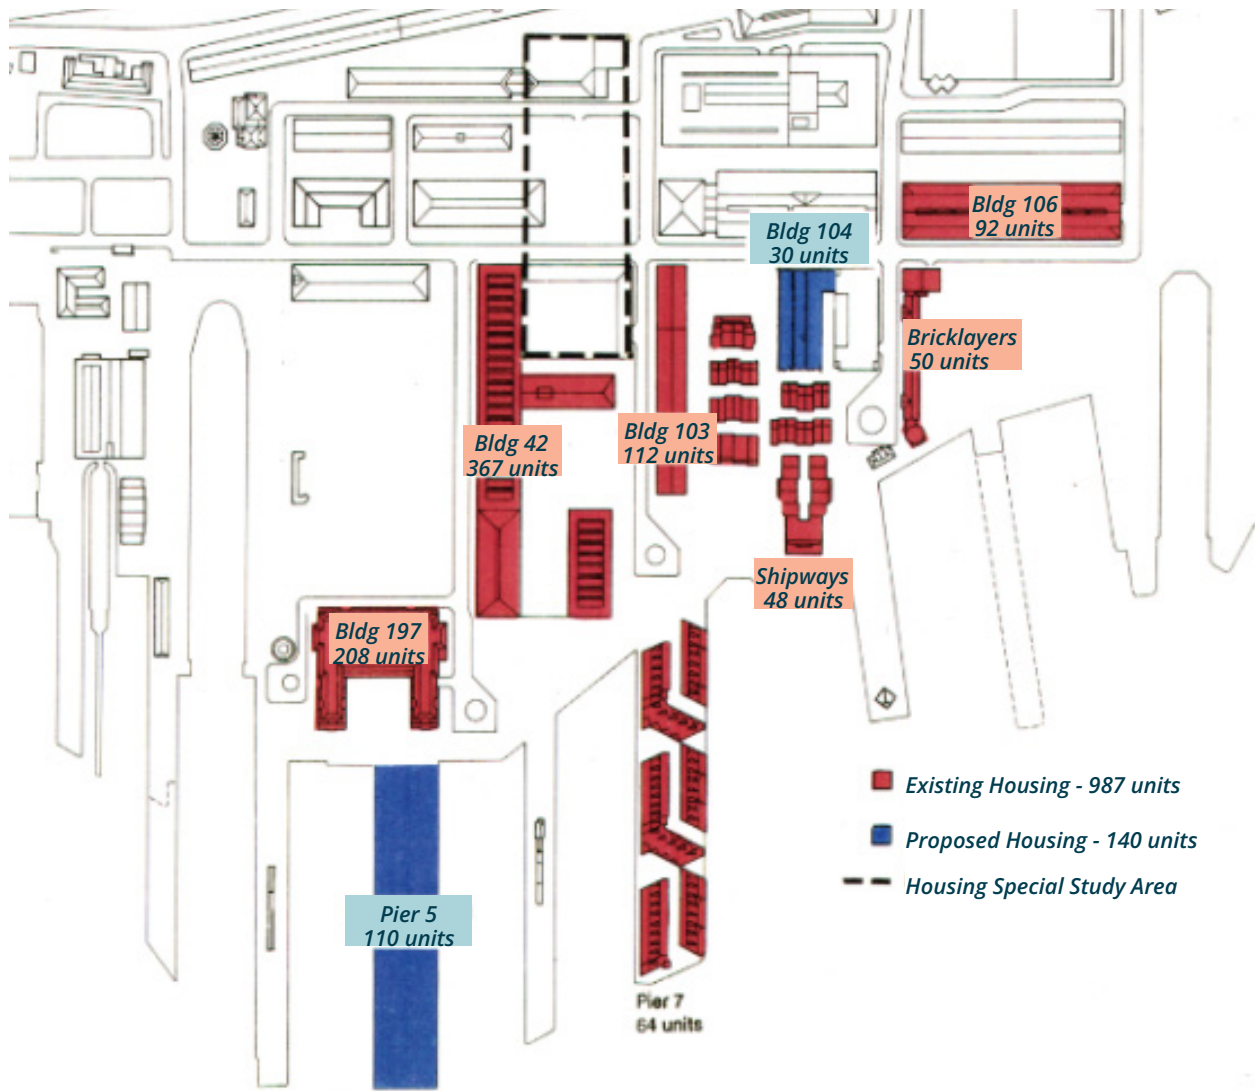 Bldg 106
92 units
Bldg 104
30 units
Bricklayers
50 units
Bldg 103
112 units
Bldg 42
367 units
Shipways
48 units
Bldg 197
208 units
Existing Housing - 987 units
Proposed Housing - 140 units
Housing Special Study Area
Pier 5
110 units
Pier 7
64 units